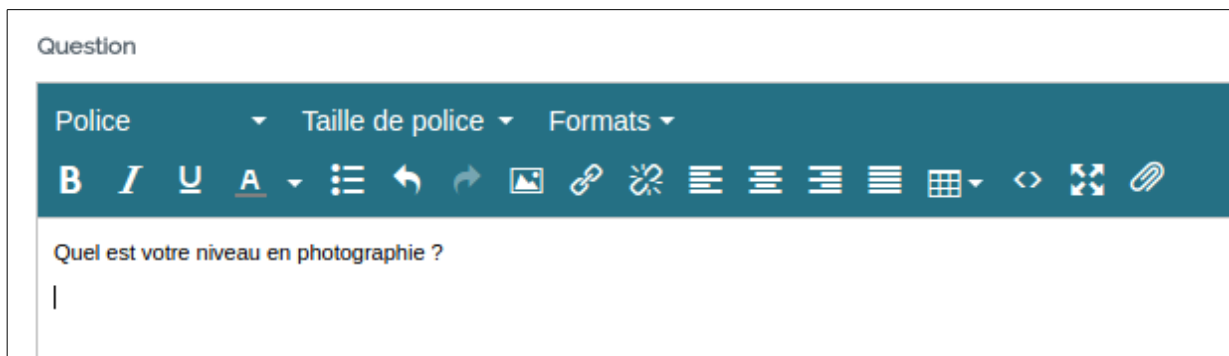 Question
Police Taille de police Formats
B I U A
Quel est votre niveau en photographie ?